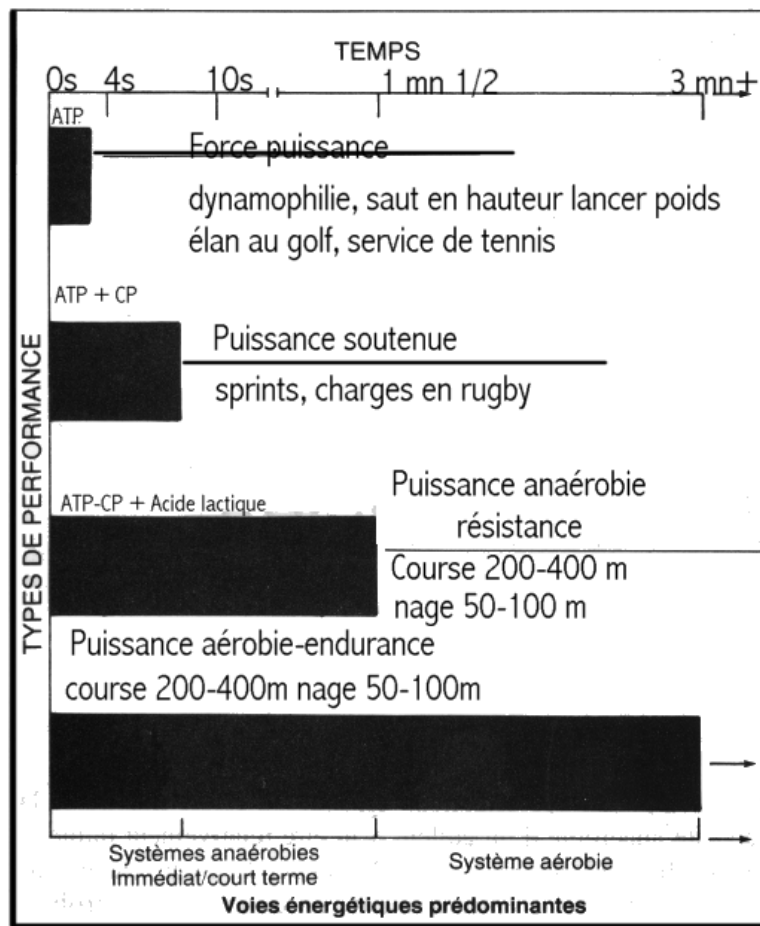 TEMPS
0s 4s 10s 1 mn 1/2 3 mn+
ATP
Force puissance
dynamophilie, saut en hauteur lancer poids
élan au golf, service de tennis
ATP + CP
Puissance soutenue
sprints, charges en rugby
ATP-CP + Acide lactique
Puissance anaérobie
résistance
Course 200-400 m
nage 50-100 m
TYPES DE PERFORMANCE
Puissance aérobie-endurance
course 200-400m nage 50-100m
Systèmes anaérobies
Immédiat/court terme
Système aérobie
Voies énergétiques prédominantes